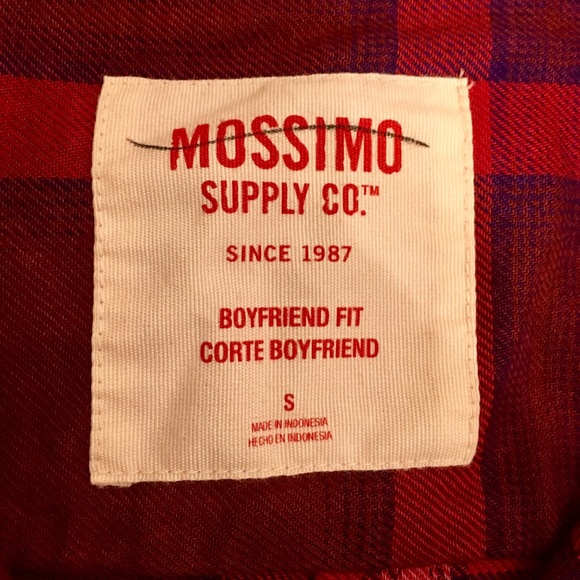 MOSSIMO
SUPPLY CO.™
SINCE 1987
BOYFRIEND FIT
CORTE BOYFRIEND
S
MADE IN INDONESIA
HECHO EN INDONESIA